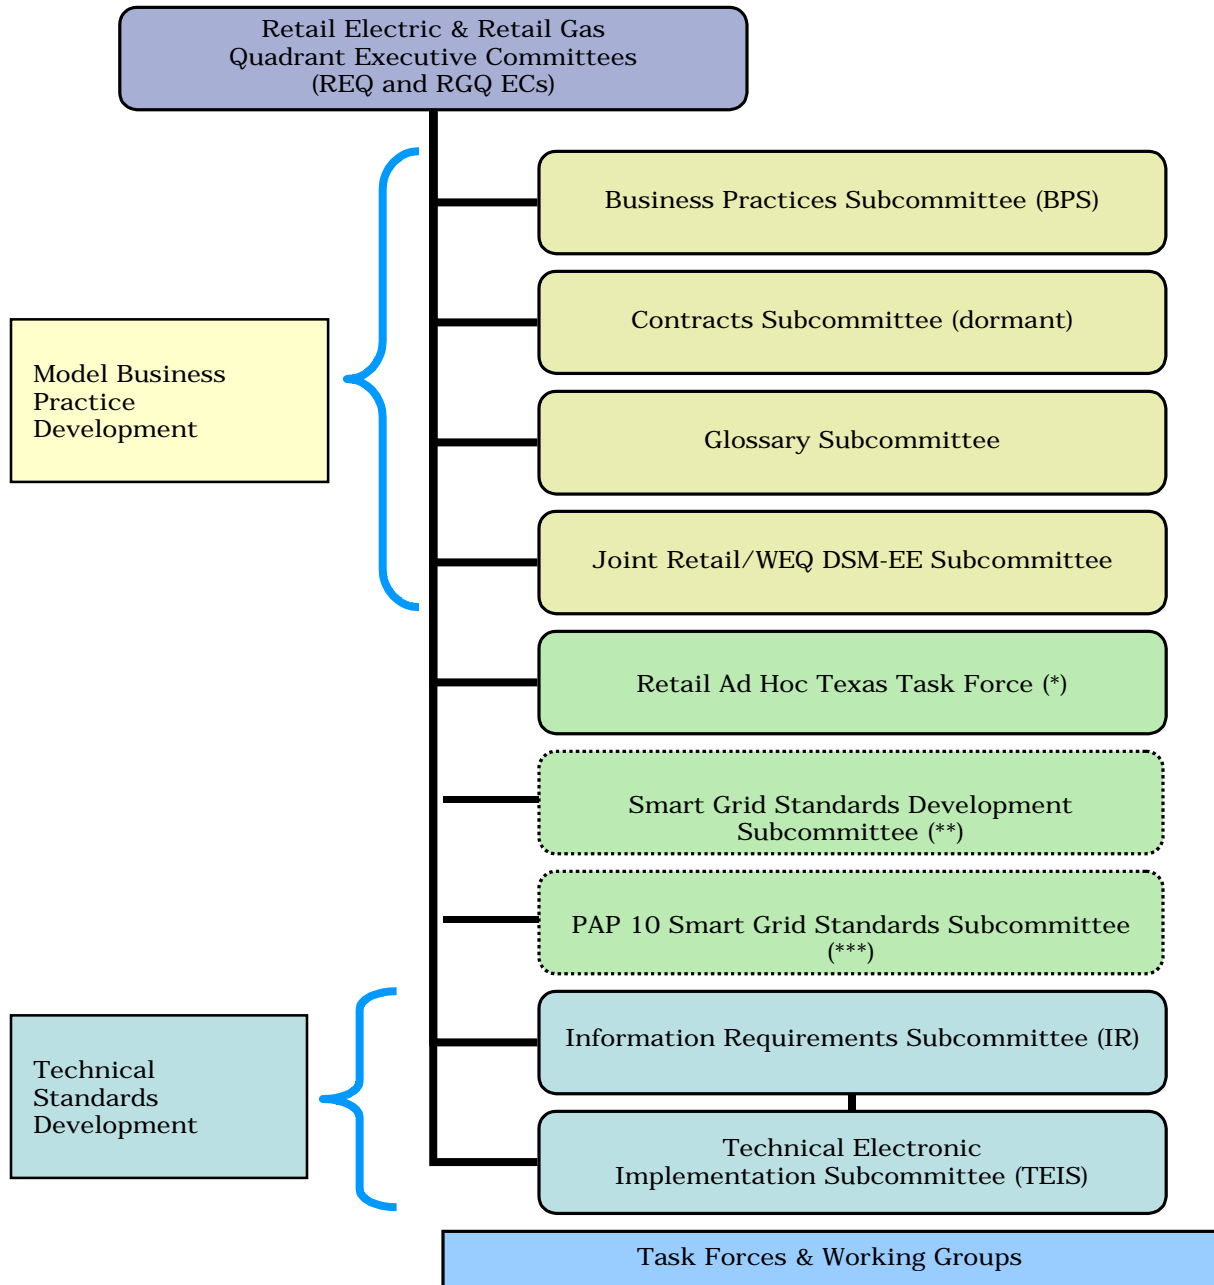 Retail Electric & Retail Gas
Quadrant Executive Committees
(REQ and RGQ ECs)
Business Practices Subcommittee (BPS)
Contracts Subcommittee (dormant)
Model Business
Practice
Development
Glossary Subcommittee
Joint Retail/WEQ DSM-EE Subcommittee
Retail Ad Hoc Texas Task Force (*)
Smart Grid Standards Development
Subcommittee (**)
PAP 10 Smart Grid Standards Subcommittee
(***)
Information Requirements Subcommittee (IR)
Technical
Standards
Development
Technical Electronic
Implementation Subcommittee (TEIS)
Task Forces & Working Groups